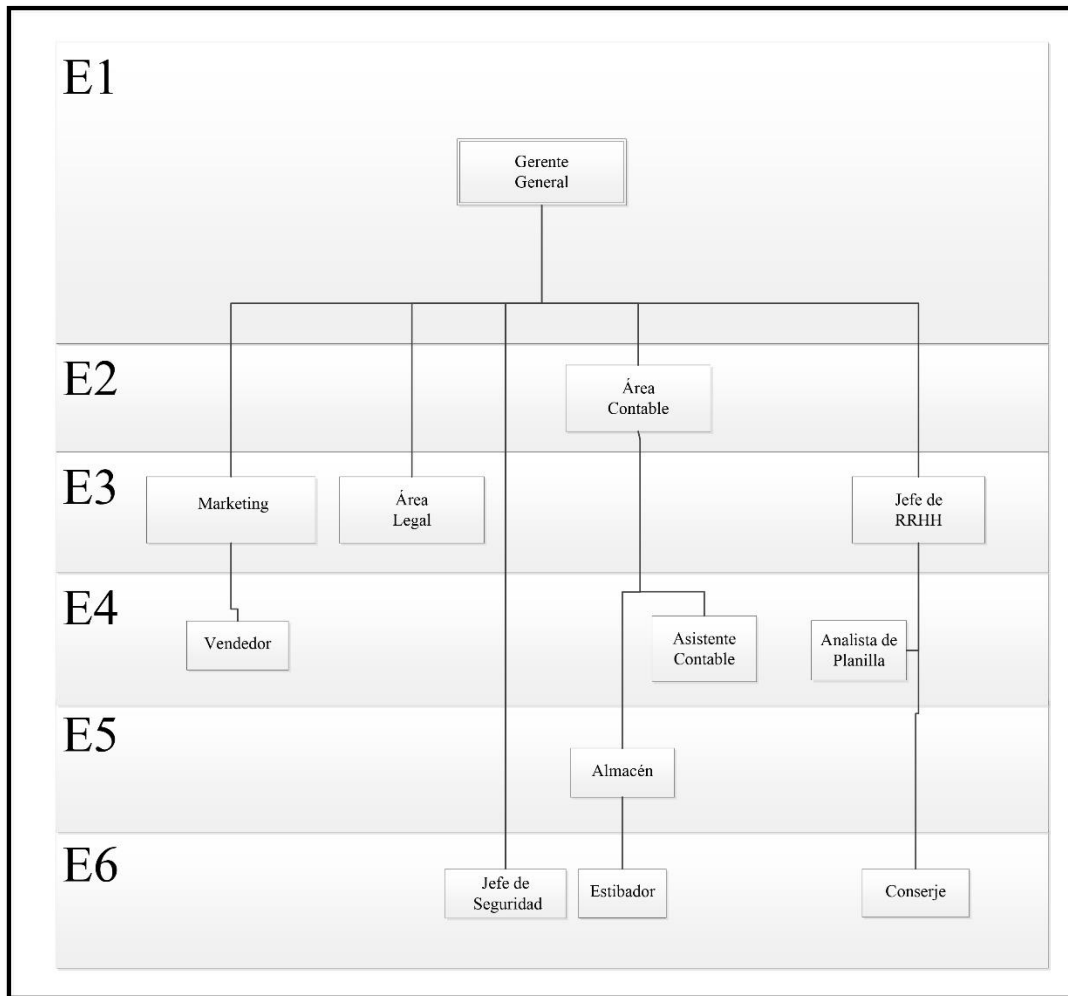 E1
Gerente
General
E2
Área
Contable
E3
Marketing
Área
Legal
Jefe de
RRHH
E4
Vendedor
Asistente
Contable
Analista de
Planilla
E5
Almacén
E6
Jefe de
Seguridad
Estibador
Conserje